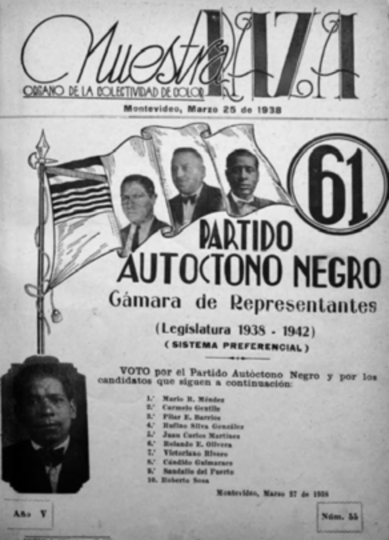 Nuestra RAZA
ORGANO DE LA COLECTIVIDAD DE COLOR
Montevideo, Marzo 25 de 1938
61
PARTIDO
AUTOCTONO NEGRO
Cámara de Representantes
(Legislatura 1938 - 1942)
(SISTEMA PREFERENCIAL)
VOTO por el Partido Autóctono Negro y por los
candidatos que siguen a continuación:
1.° Mario R. Méndez
2.° Carmelo Gentile
3.° Pilar E. Barrios
4.° Rufino Silva González
5.° Juan Carlos Martínez
6.° Rolando E. Olivera
7.° Victoriano Rivero
8.° Cándido Guimaraes
9.° Sandalio del Puerto
10. Roberto Sosa
Montevideo, Marzo 27 de 1938
Año V
Núm. 55